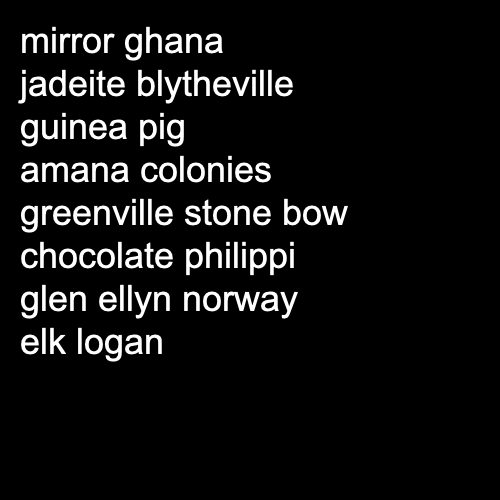 mirror ghana
jadeite blytheville
guinea pig
amana colonies
greenville stone bow
chocolate philippi
glen ellyn norway
elk logan